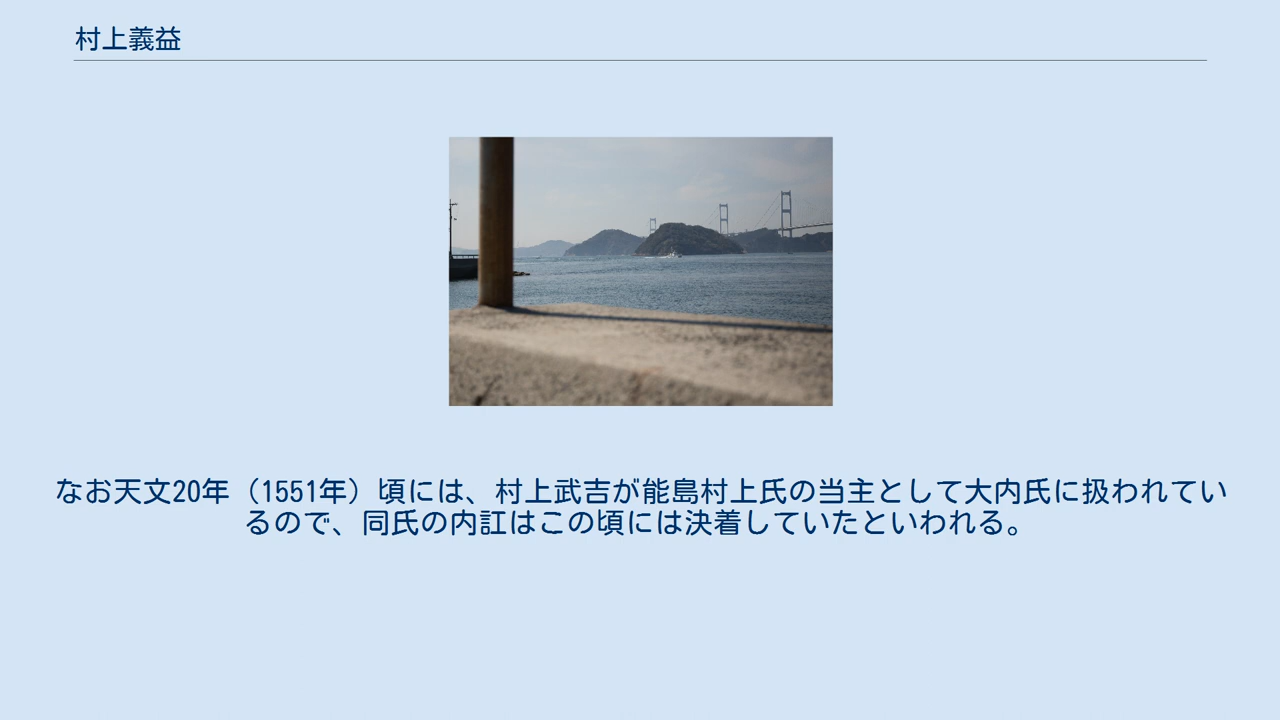 村上義益
なお天文20年（1551年）頃には、村上武吉が能島村上氏の当主として大内氏に扱われてい
るので、同氏の内訌はこの頃には決着していたといわれる。